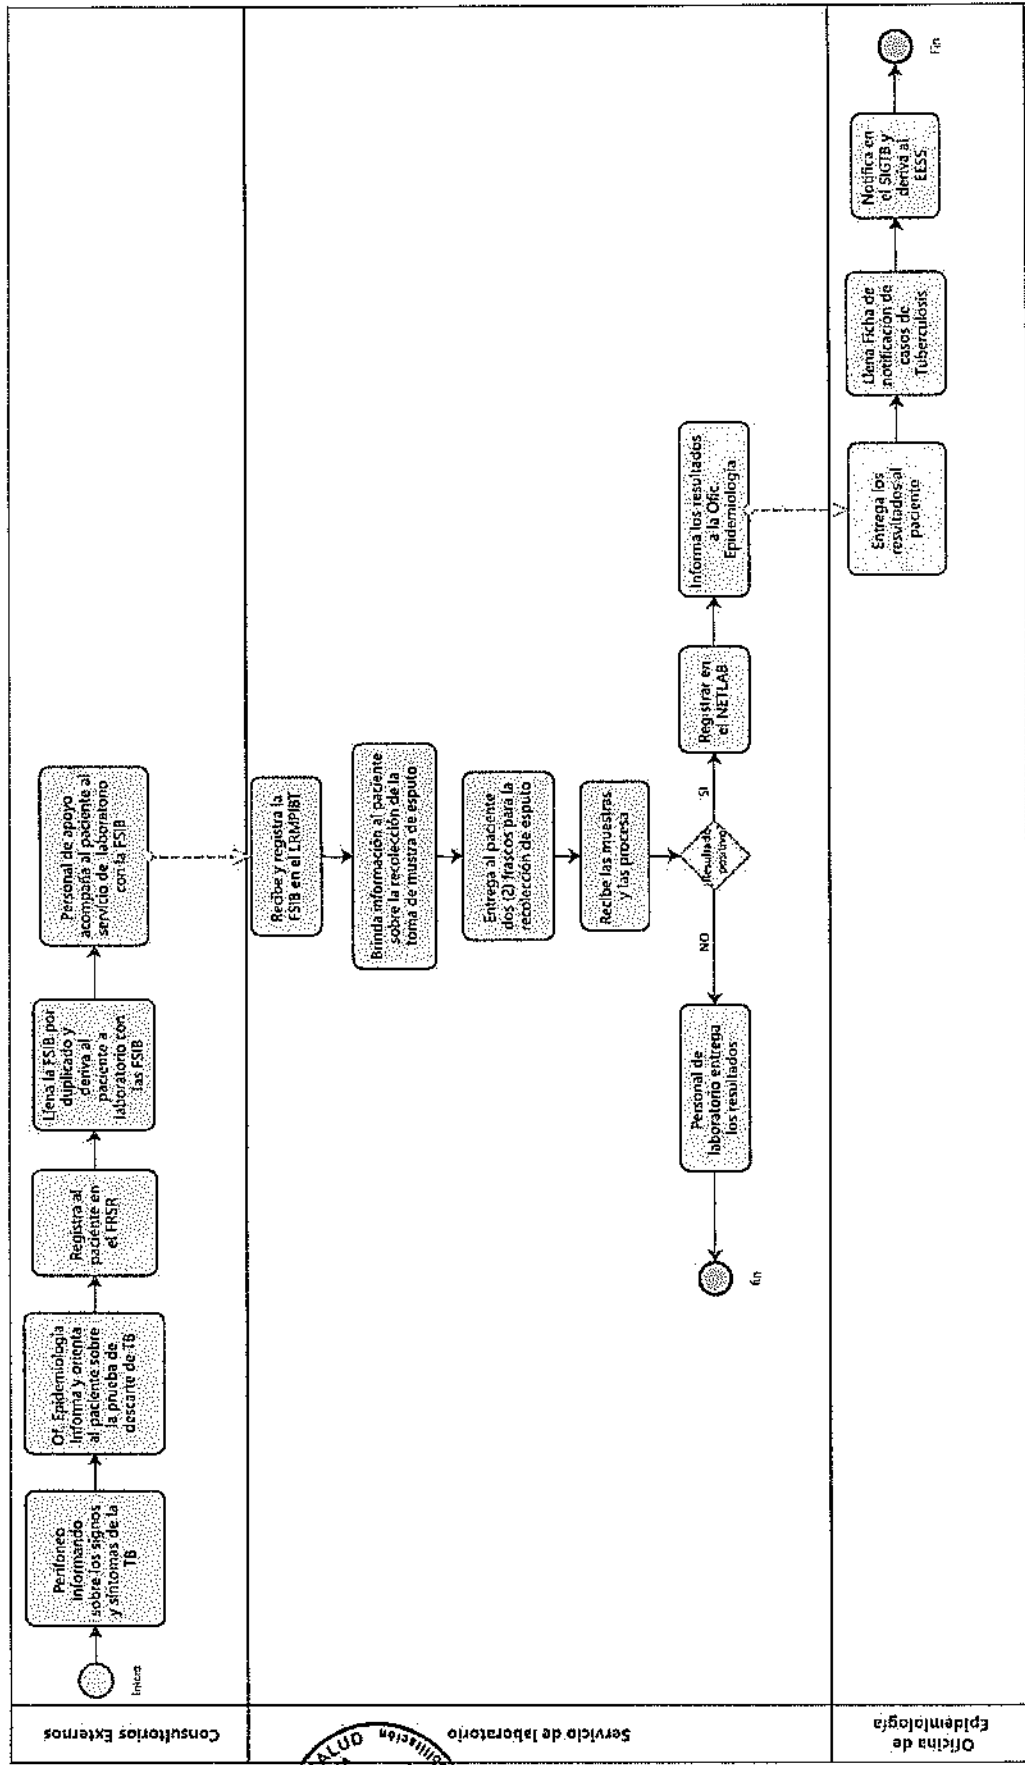 Consultorios Externos
Inicio
Perifoneo
informando
sobre los signos
y síntomas de la
TB
Of. Epidemiología
Informa y orienta
al paciente sobre
la prueba de
descarte de TB
Registra al
paciente en
el FRSR
Llena la FSIB por
duplicado y
deriva al
paciente a
laboratorio con
las FSIB
Personal de apoyo
acompaña al paciente al
servicio de laboratorio
con la FSIB
Servicio de laboratorio
Recibe y registra la
FSIB en el LRMPIBT
Brinda información al paciente
sobre la recolección de la
toma de mustra de esputo
Entrega al paciente
dos (2) frascos para la
recolección de esputo
Recibe las muestras
y las procesa
¿Resultado
positivo?
NO
SI
Personal de
laboratorio entrega
los resultados
Fin
Registrar en
el NETLAB
Informa los resultados
a la Ofic.
Epidemiología
Oficina de
Epidemiología
Entrega los
resultados al
paciente
Llena Ficha de
notificación de
casos de
Tuberculosis
Notifica en
el SIGTB y
deriva al
EESS
Fin
ALUD